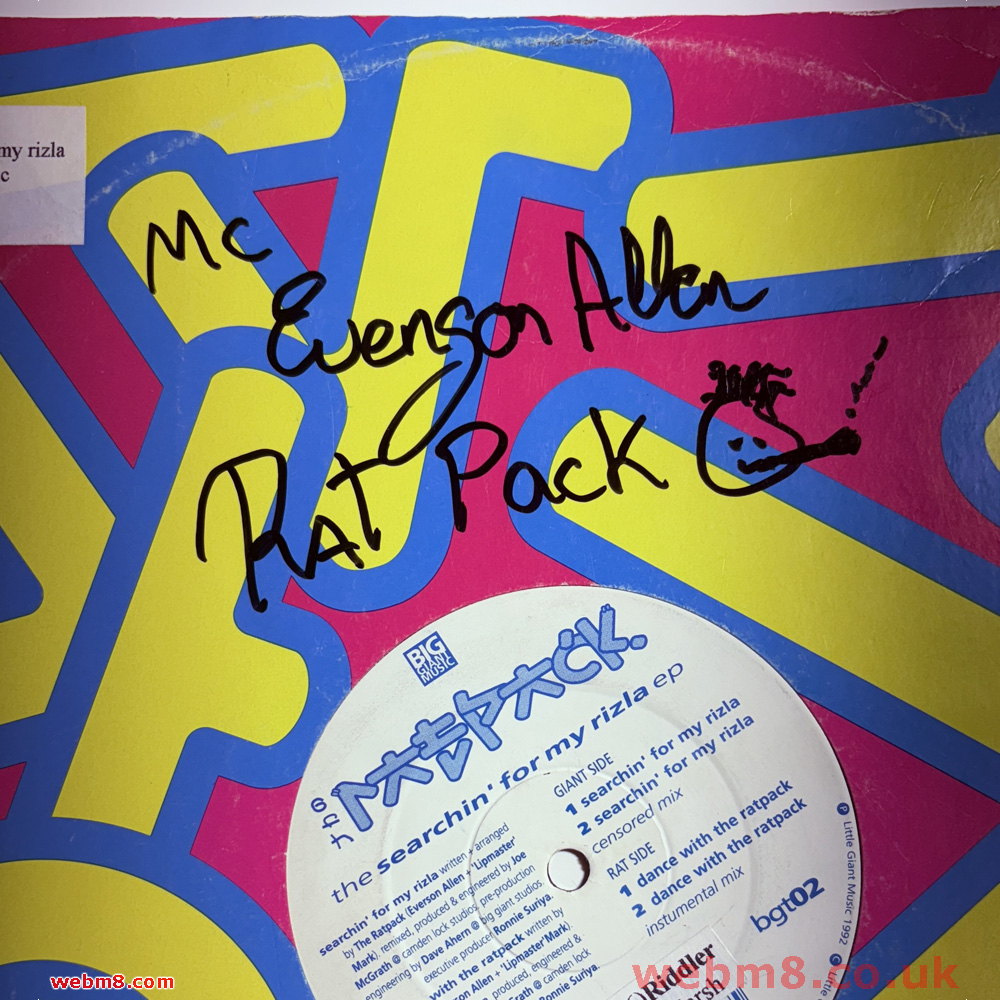 my rizla
c
Mc
Evenson Allen
Rat Pack
BIG
GIANT
MUSIC
RATPACK.
the searchin' for my rizla ep
GIANT SIDE
1 searchin' for my rizla
2 searchin' for my rizla
censored mix
RAT SIDE
1 dance with the ratpack
2 dance with the ratpack
instumental mix
searchin' for my rizla written + arranged
by The Ratpack (Everson Allen + 'Lipmaster'
Mark), remixed, produced & engineered by Joe
McGrath @ camden lock studios, pre-production
engineering by Dave Ahern @ big giant studios.
executive producer Ronnie Suriya.
with the ratpack written by
son Allen + 'Lipmaster' Mark).
produced, engineered &
Grath @ camden lock.
Ronnie Suriya.
bgt02
℗ Little Giant Music 1992 © Little
Riddler
webm8.com
webm8.co.uk